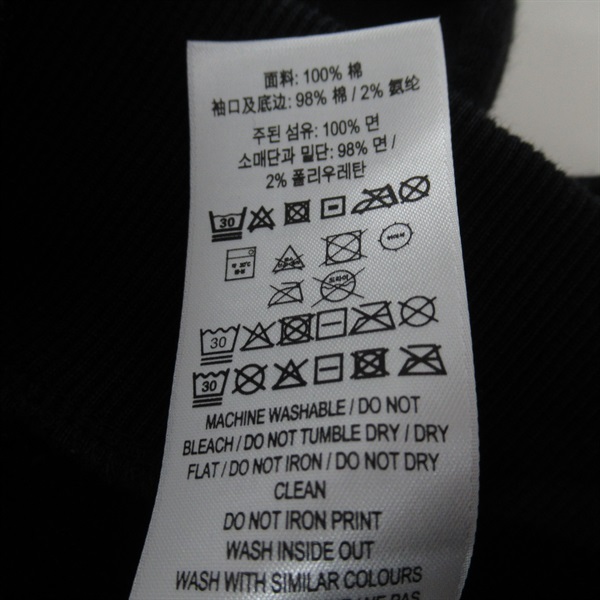 面料: 100% 棉
袖口及底边: 98% 棉 / 2% 氨纶
주된 섬유: 100% 면
소매단과 밑단: 98% 면 /
2% 폴리우레탄
30
드라이
30
30
MACHINE WASHABLE / DO NOT
BLEACH / DO NOT TUMBLE DRY / DRY
FLAT / DO NOT IRON / DO NOT DRY
CLEAN
DO NOT IRON PRINT
WASH INSIDE OUT
WASH WITH SIMILAR COLOURS